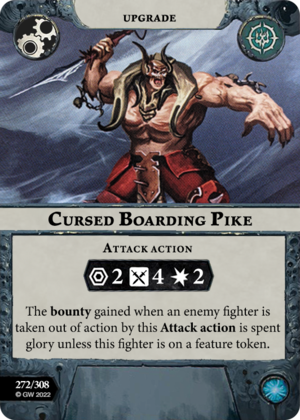 UPGRADE
CURSED BOARDING PIKE
ATTACK ACTION
2 4 2
The bounty gained when an enemy fighter is
taken out of action by this Attack action is spent
glory unless this fighter is on a feature token.
272/308
© GW 2022